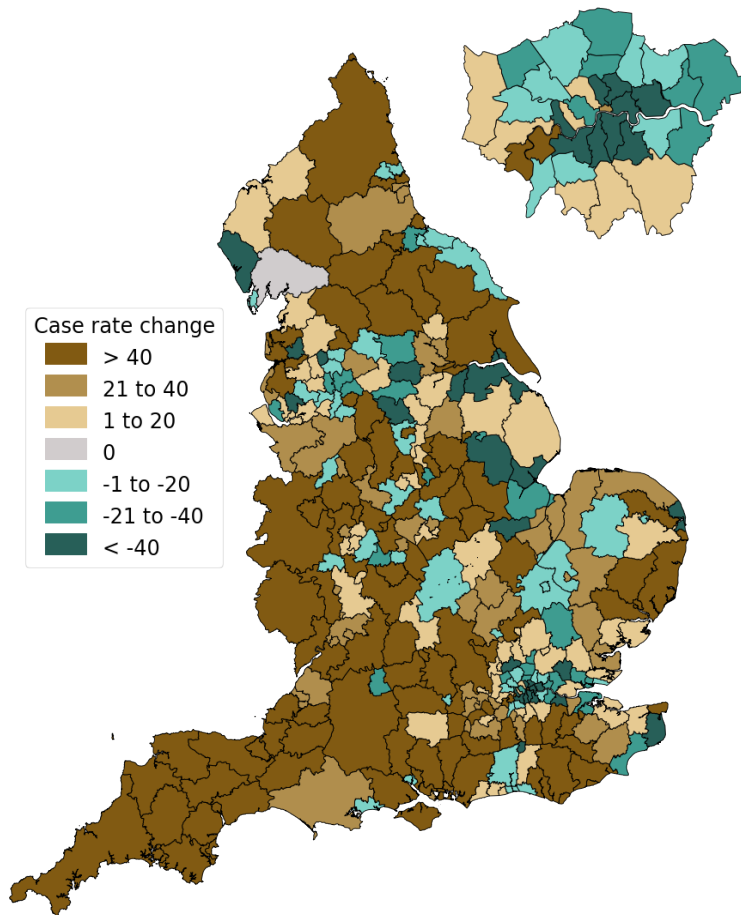 Case rate change
> 40
21 to 40
1 to 20
0
-1 to -20
-21 to -40
< -40